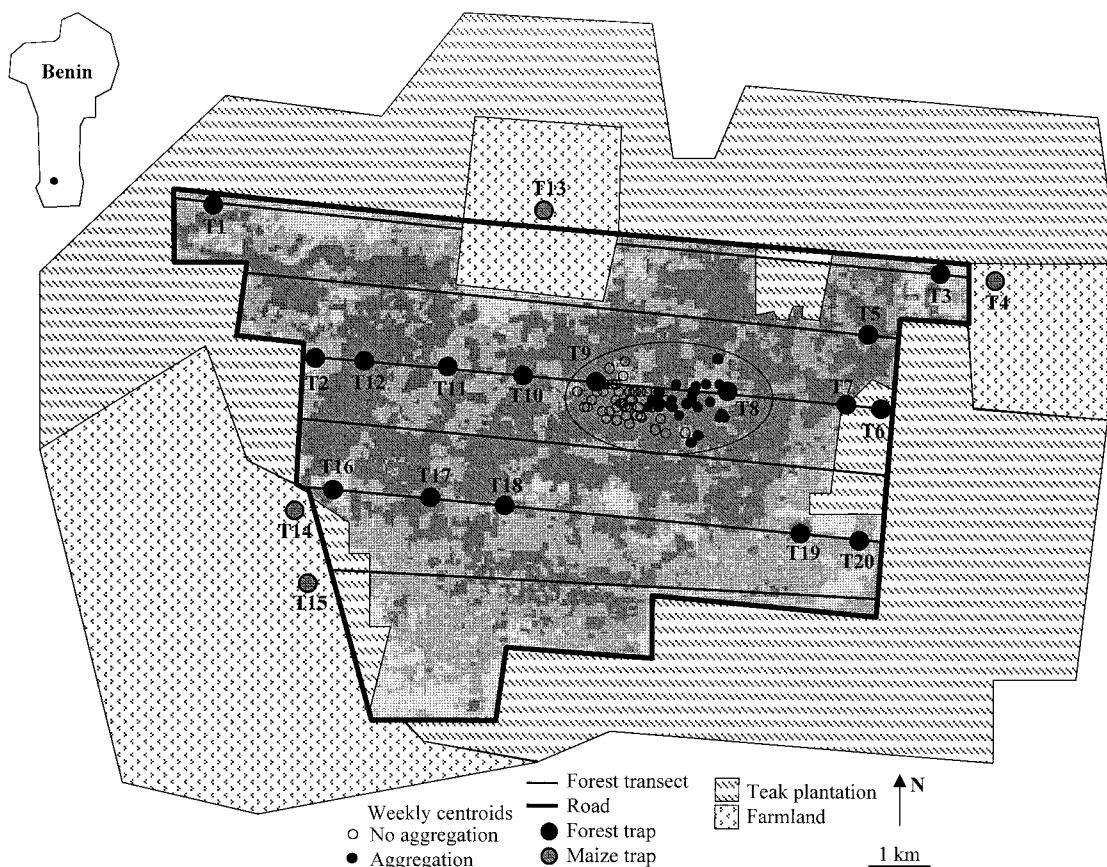 Benin
T13
T1
T3
T4
T5
T9
T2
T12
T11
T10
T8
T7
T6
T16
T17
T18
T14
T19
T20
T15
Weekly centroids
No aggregation
Aggregation
Forest transect
Road
Forest trap
Maize trap
Teak plantation
Farmland
N
1 km